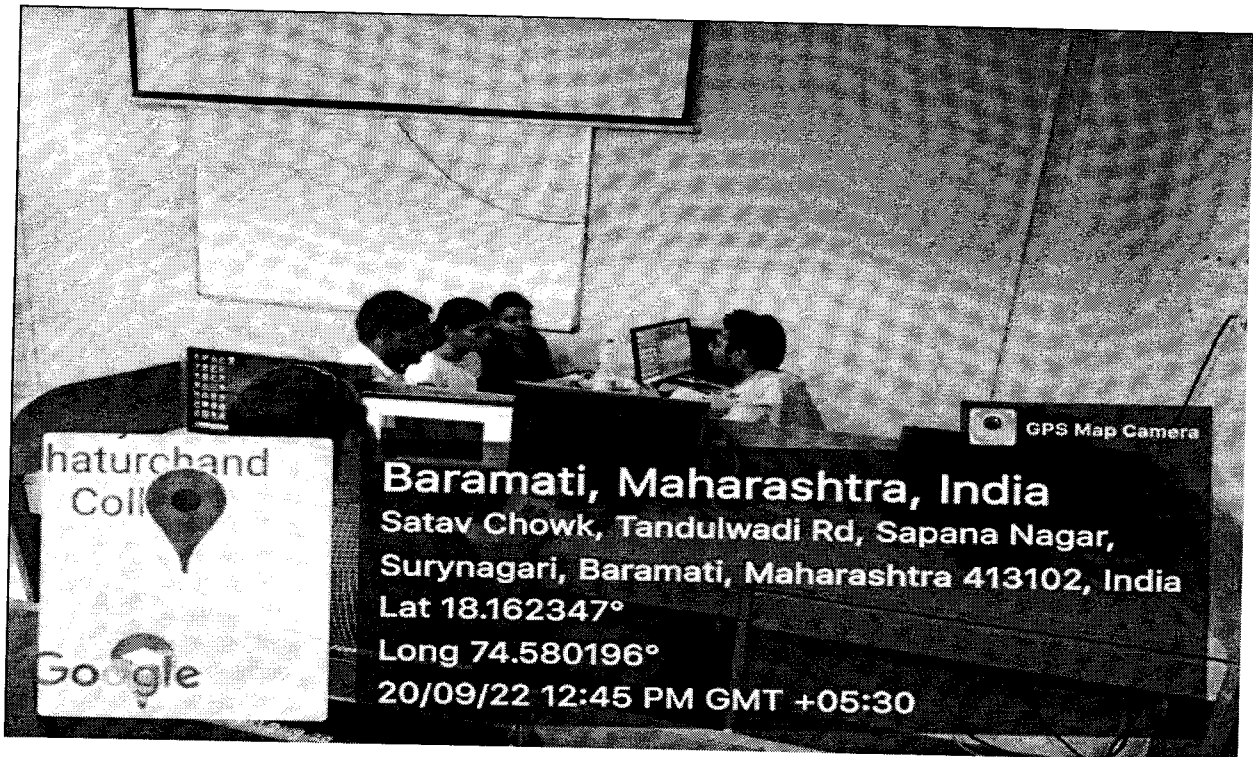 GPS Map Camera
haturchand
Coll
Google
Baramati, Maharashtra, India
Satav Chowk, Tandulwadi Rd, Sapana Nagar,
Surynagari, Baramati, Maharashtra 413102, India
Lat 18.162347°
Long 74.580196°
20/09/22 12:45 PM GMT +05:30